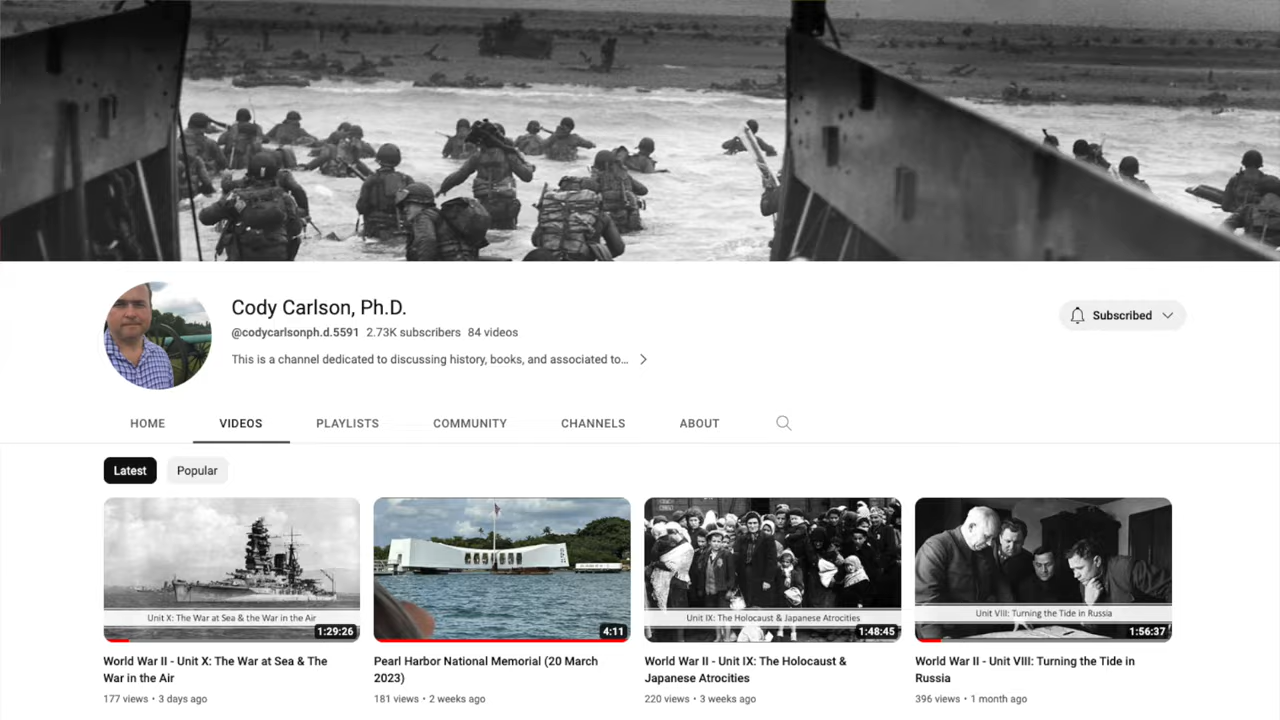 Cody Carlson, Ph.D.
@codycarlsonph.d.5591 2.73K subscribers 84 videos
This is a channel dedicated to discussing history, books, and associated to...
Subscribed
HOME VIDEOS PLAYLISTS COMMUNITY CHANNELS ABOUT
Latest Popular
Unit X: The War at Sea & the War in the Air
1:29:26
4:11
Unit IX: The Holocaust & Japanese Atrocities
1:48:45
Unit VIII: Turning the Tide in Russia
1:56:37
World War II - Unit X: The War at Sea & The
War in the Air
177 views • 3 days ago
Pearl Harbor National Memorial (20 March
2023)
181 views • 2 weeks ago
World War II - Unit IX: The Holocaust &
Japanese Atrocities
220 views • 3 weeks ago
World War II - Unit VIII: Turning the Tide in
Russia
396 views • 1 month ago